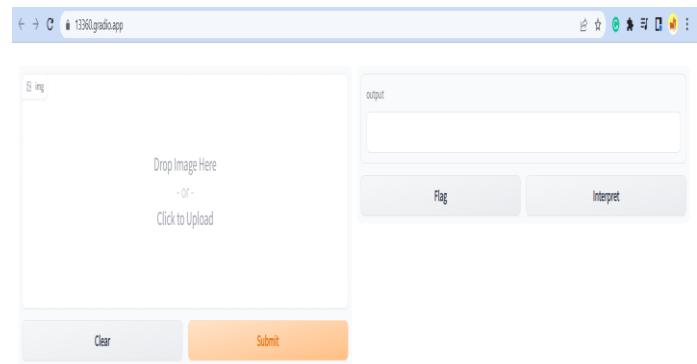 13360.gradio.app
img
Drop Image Here
- or -
Click to Upload
Clear
Submit
output
Flag
Interpret